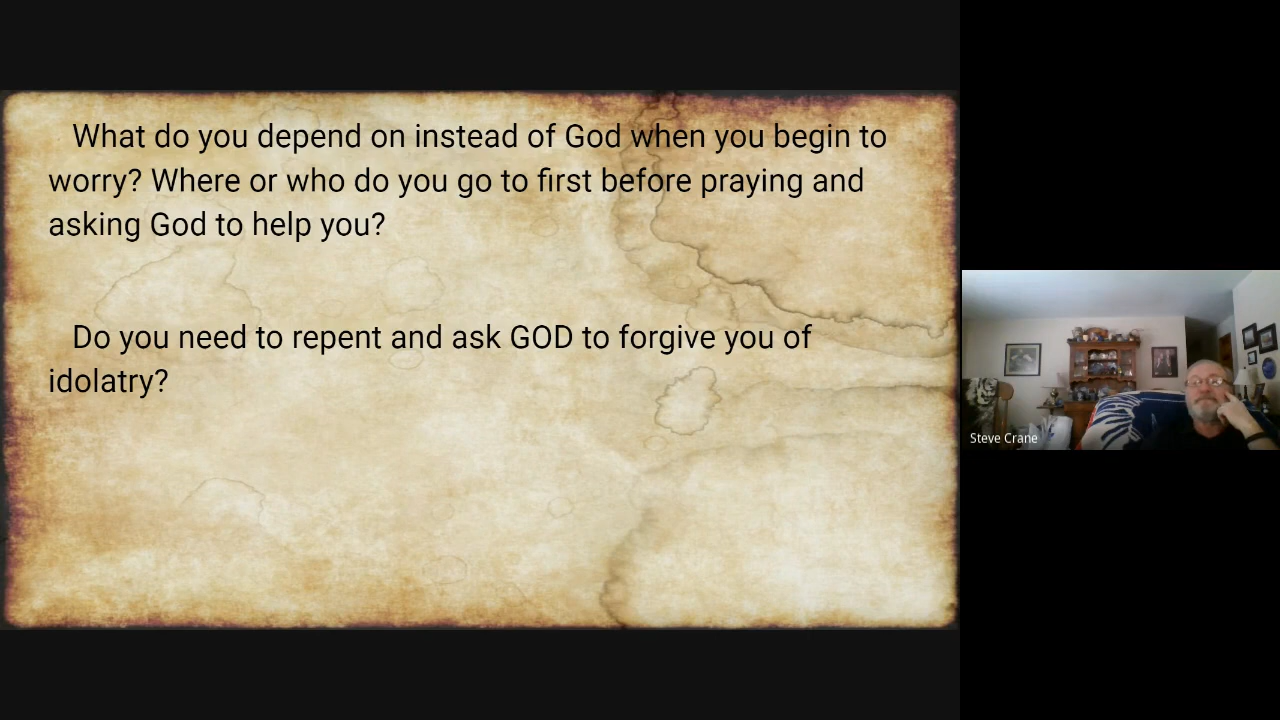 What do you depend on instead of God when you begin to
worry? Where or who do you go to first before praying and
asking God to help you?
Do you need to repent and ask GOD to forgive you of
idolatry?
Steve Crane